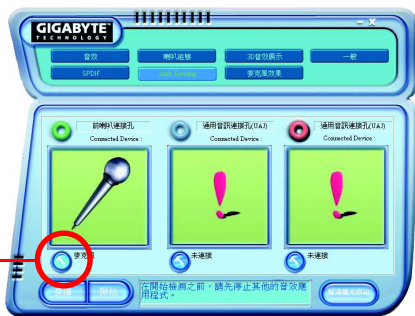 GIGABYTE
TECHNOLOGY
音效
喇叭組態
3D音效展示
一般
SPDIF
Jack Sensing
麥克風效果
前喇叭連接孔
Connected Device :
通用音訊連接孔(UAJ)
Connected Device :
通用音訊連接孔(UAJ)
Connected Device :
麥克風
未連接
未連接
開始
在開始檢測之前，請先停止其他的音效應
用程式。